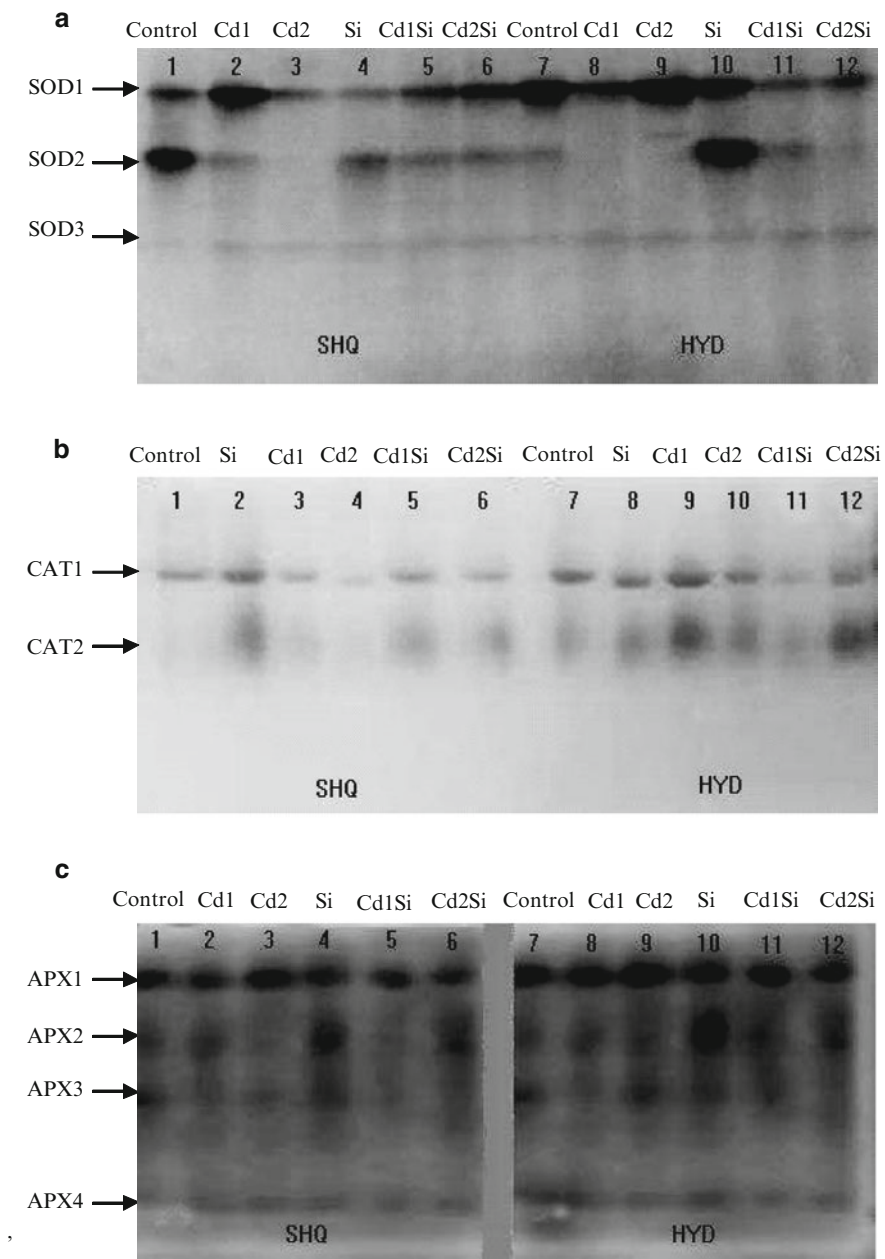 a
Control Cd1 Cd2 Si Cd1Si Cd2Si Control Cd1 Cd2 Si Cd1Si Cd2Si
1 2 3 4 5 6 7 8 9 10 11 12
SOD1
SOD2
SOD3
SHQ HYD
b
Control Si Cd1 Cd2 Cd1Si Cd2Si Control Si Cd1 Cd2 Cd1Si Cd2Si
1 2 3 4 5 6 7 8 9 10 11 12
CAT1
CAT2
SHQ HYD
c
Control Cd1 Cd2 Si Cd1Si Cd2Si Control Cd1 Cd2 Si Cd1Si Cd2Si
1 2 3 4 5 6 7 8 9 10 11 12
APX1
APX2
APX3
APX4
,
SHQ HYD